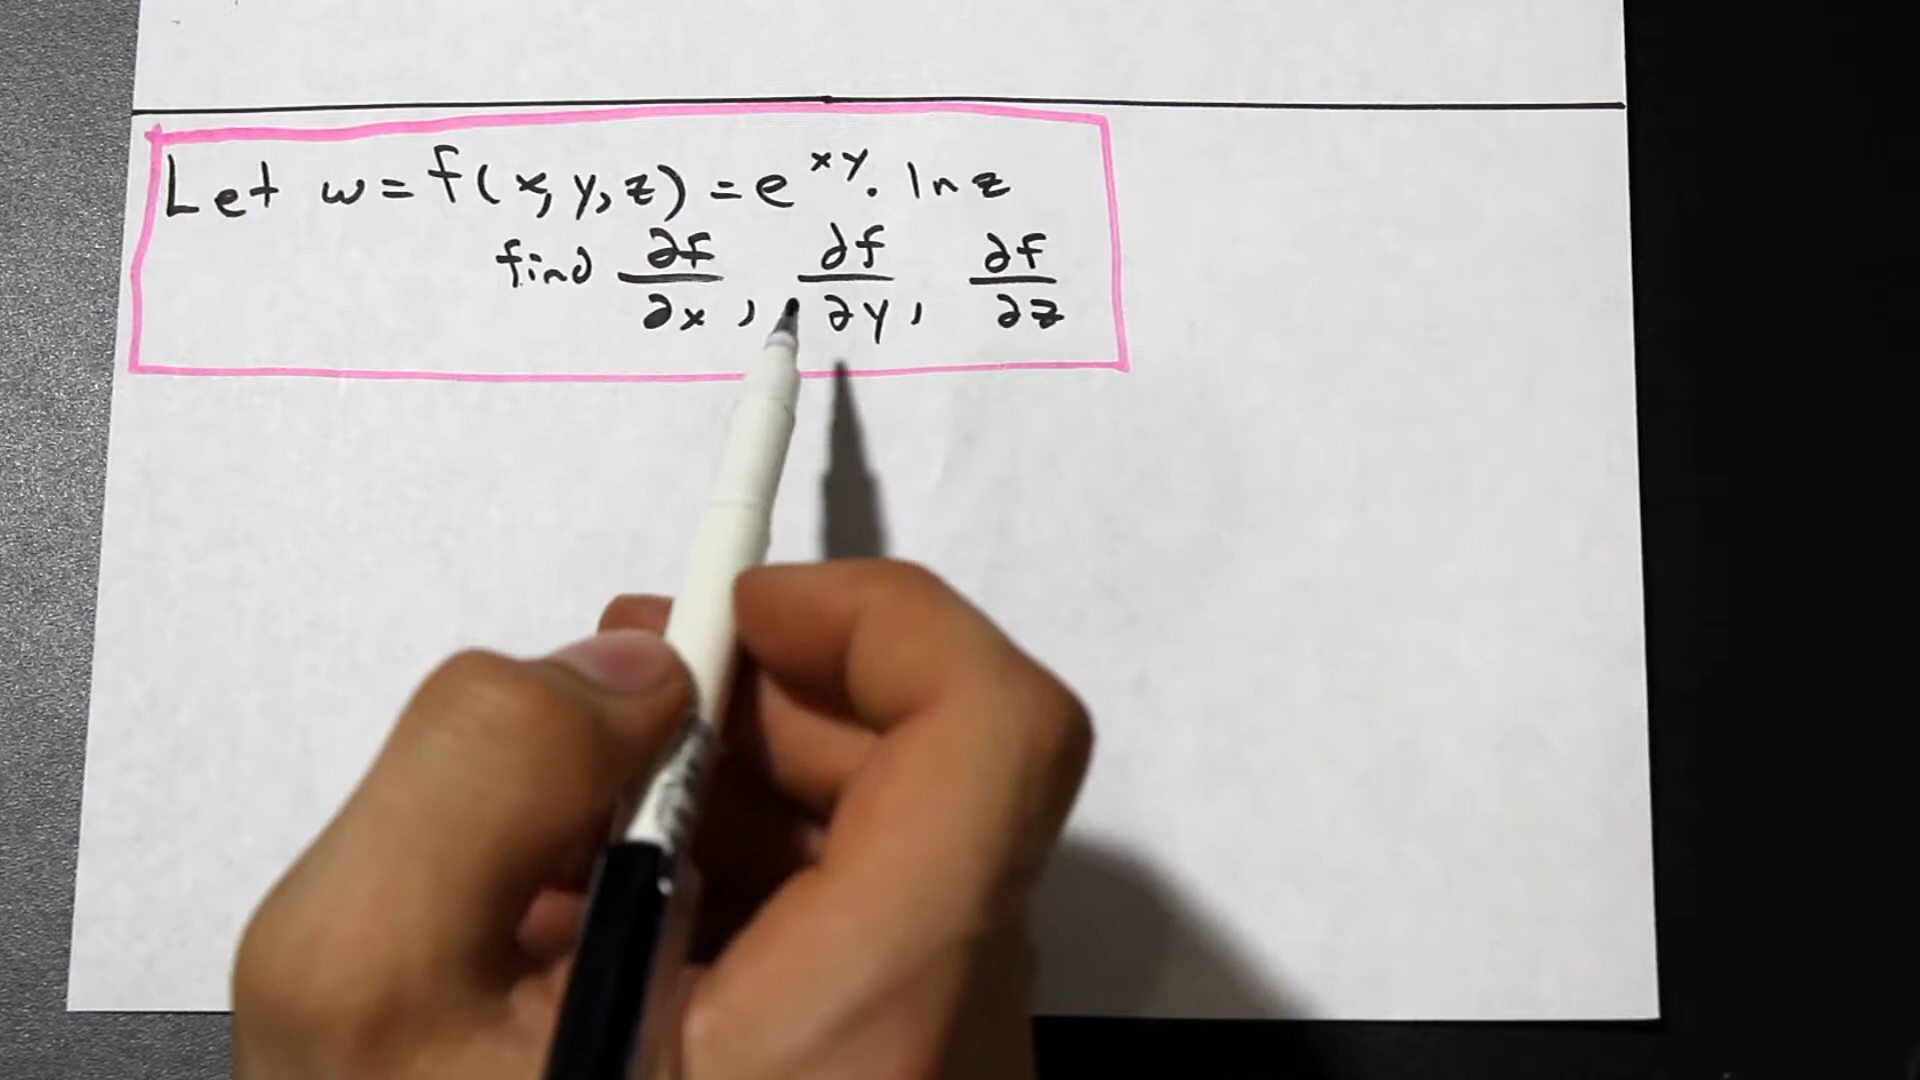 Let w = f(x, y, z) = e^xy · ln z
find ∂f/∂x, ∂f/∂y, ∂f/∂z